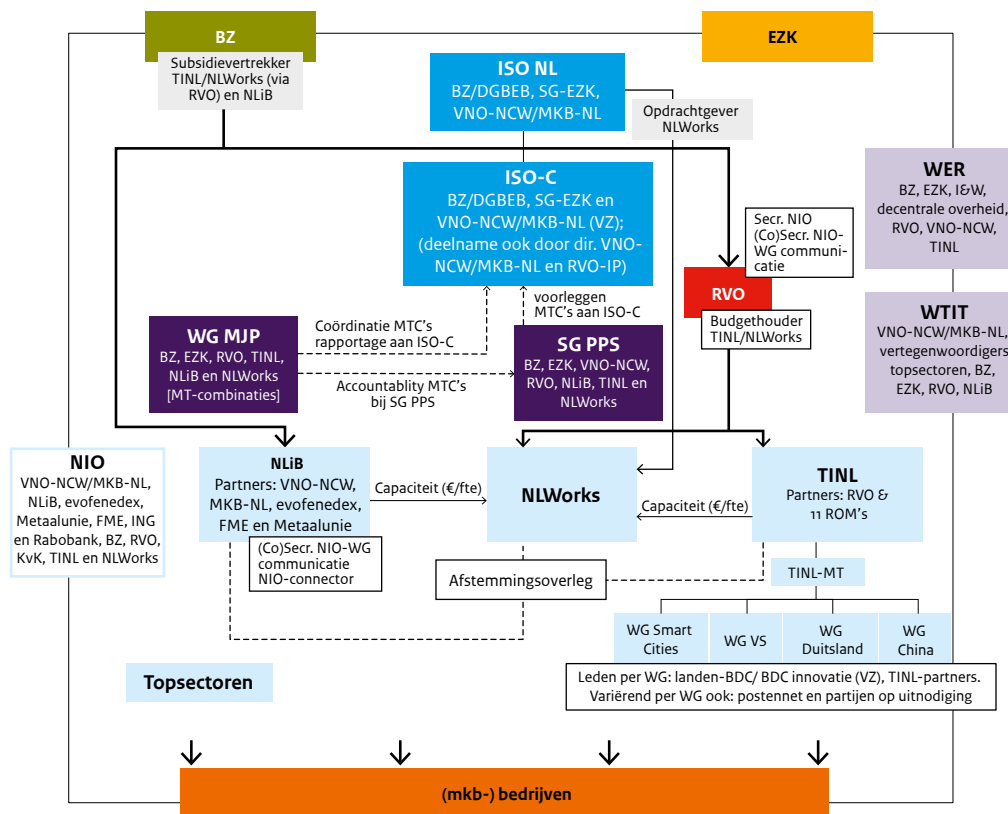 BZ
EZK
Subsidievertrekker
TINL/NLWorks (via
RVO) en NLiB
ISO NL
BZ/DGBEB, SG-EZK,
VNO-NCW/MKB-NL
Opdrachtgever
NLWorks
ISO-C
BZ/DGBEB, SG-EZK en
VNO-NCW/MKB-NL (VZ);
(deelname ook door dir. VNO-
NCW/MKB-NL en RVO-IP)
WER
BZ, EZK, I&W,
decentrale overheid,
RVO, VNO-NCW,
TINL
Secr. NIO
(Co)Secr. NIO-
WG communi-
catie
RVO
Budgethouder
TINL/NLWorks
WTIT
VNO-NCW/MKB-NL,
vertegenwoordigers
topsectoren, BZ,
EZK, RVO, NLiB
voorleggen
MTC's aan ISO-C
Coördinatie MTC's
rapportage aan ISO-C
WG MJP
BZ, EZK, RVO, TINL,
NLiB en NLWorks
[MT-combinaties]
Accountablity MTC's
bij SG PPS
SG PPS
BZ, EZK, VNO-NCW,
RVO, NLiB, TINL en
NLWorks
NIO
VNO-NCW/MKB-NL,
NLiB, evofenedex,
Metaalunie, FME, ING
en Rabobank, BZ, RVO,
KvK, TINL en NLWorks
NLiB
Partners: VNO-NCW,
MKB-NL, evofenedex,
FME en Metaalunie
(Co)Secr. NIO-WG
communicatie
NIO-connector
Capaciteit (€/fte)
NLWorks
Capaciteit (€/fte)
TINL
Partners: RVO &
11 ROM's
Afstemmingsoverleg
TINL-MT
WG Smart
Cities
WG VS
WG
Duitsland
WG
China
Leden per WG: landen-BDC/ BDC innovatie (VZ), TINL-partners.
Variërend per WG ook: postennet en partijen op uitnodiging
Topsectoren
(mkb-) bedrijven